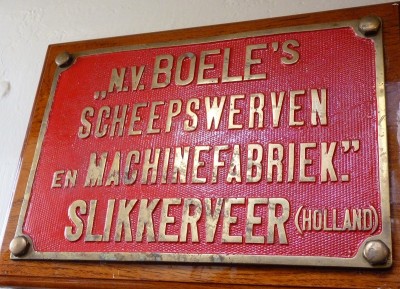 „N.V. BOELE'S
SCHEEPSWERVEN
EN MACHINEFABRIEK."
SLIKKERVEER (HOLLAND)